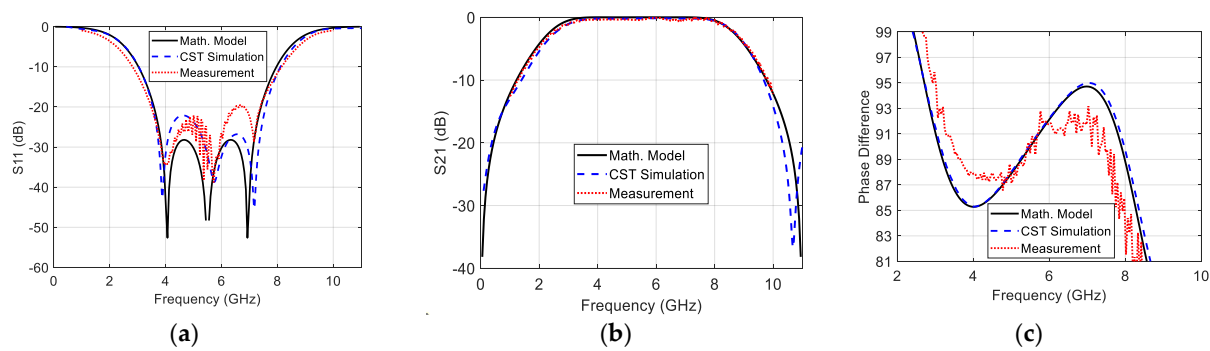 0
-10
-20
-30
-40
-50
-60
S11 (dB)
0 2 4 6 8 10
Frequency (GHz)
Math. Model
CST Simulation
Measurement
(a)
0
-10
-20
-30
-40
S21 (dB)
0 2 4 6 8 10
Frequency (GHz)
Math. Model
CST Simulation
Measurement
(b)
99
97
95
93
91
89
87
85
83
81
Phase Difference
2 4 6 8 10
Frequency (GHz)
Math. Model
CST Simulation
Measurement
(c)